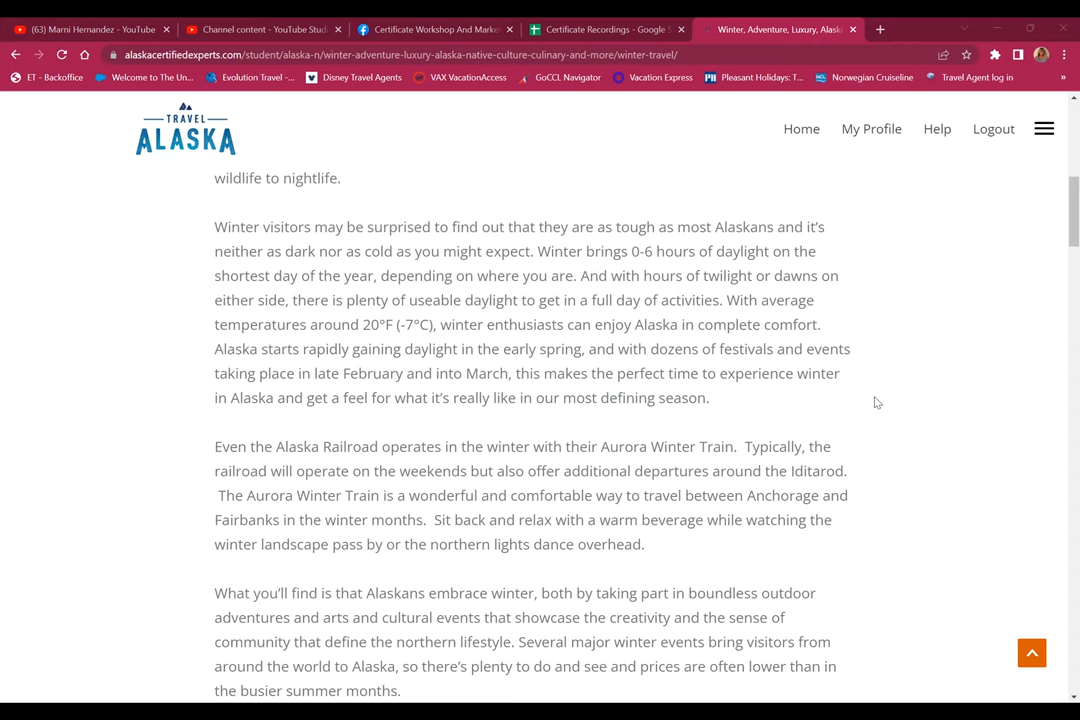 (63) Marni Hernandez - YouTube
Channel content - YouTube Studi
Certificate Workshop And Marke
Certificate Recordings - Google S
Winter, Adventure, Luxury, Alask
alaskacertifiedexperts.com/student/alaska-n/winter-adventure-luxury-alaska-native-culture-culinary-and-more/winter-travel/
ET - Backoffice
Welcome to The Un...
Evolution Travel -...
Disney Travel Agents
VAX VacationAccess
GoCCL Navigator
Vacation Express
Pleasant Holidays: T...
Norwegian Cruiseline
Travel Agent log in
TRAVEL
ALASKA
Home
My Profile
Help
Logout
wildlife to nightlife.
Winter visitors may be surprised to find out that they are as tough as most Alaskans and it's
neither as dark nor as cold as you might expect. Winter brings 0-6 hours of daylight on the
shortest day of the year, depending on where you are. And with hours of twilight or dawns on
either side, there is plenty of useable daylight to get in a full day of activities. With average
temperatures around 20°F (-7°C), winter enthusiasts can enjoy Alaska in complete comfort.
Alaska starts rapidly gaining daylight in the early spring, and with dozens of festivals and events
taking place in late February and into March, this makes the perfect time to experience winter
in Alaska and get a feel for what it's really like in our most defining season.
Even the Alaska Railroad operates in the winter with their Aurora Winter Train. Typically, the
railroad will operate on the weekends but also offer additional departures around the Iditarod.
The Aurora Winter Train is a wonderful and comfortable way to travel between Anchorage and
Fairbanks in the winter months. Sit back and relax with a warm beverage while watching the
winter landscape pass by or the northern lights dance overhead.
What you'll find is that Alaskans embrace winter, both by taking part in boundless outdoor
adventures and arts and cultural events that showcase the creativity and the sense of
community that define the northern lifestyle. Several major winter events bring visitors from
around the world to Alaska, so there's plenty to do and see and prices are often lower than in
the busier summer months.